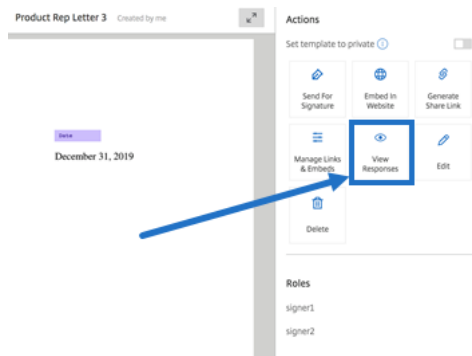 Product Rep Letter 3 Created by me
Date
December 31, 2019
Actions
Set template to private
Send For
Signature
Embed In
Website
Generate
Share Link
Manage Links
& Embeds
View
Responses
Edit
Delete
Roles
signer1
signer2